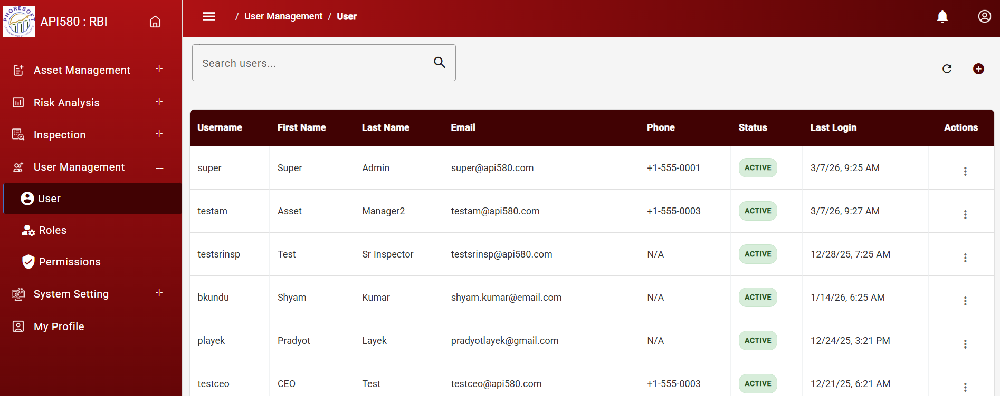 PHORESOFT
LOWERING RISK BY ANALYTICS
API580 : RBI
/ User Management / User
Asset Management
Risk Analysis
Inspection
User Management
User
Roles
Permissions
System Setting
My Profile
Search users...
Username First Name Last Name Email Phone Status Last Login Actions
super Super Admin super@api580.com +1-555-0001 ACTIVE 3/7/26, 9:25 AM
testam Asset Manager2 testam@api580.com +1-555-0003 ACTIVE 3/7/26, 9:27 AM
testsrinsp Test Sr Inspector testsrinsp@api580.com N/A ACTIVE 12/28/25, 7:25 AM
bkundu Shyam Kumar shyam.kumar@email.com N/A ACTIVE 1/14/26, 6:25 AM
playek Pradyot Layek pradyotlayek@gmail.com N/A ACTIVE 12/24/25, 3:21 PM
testceo CEO Test testceo@api580.com +1-555-0003 ACTIVE 12/21/25, 6:21 AM